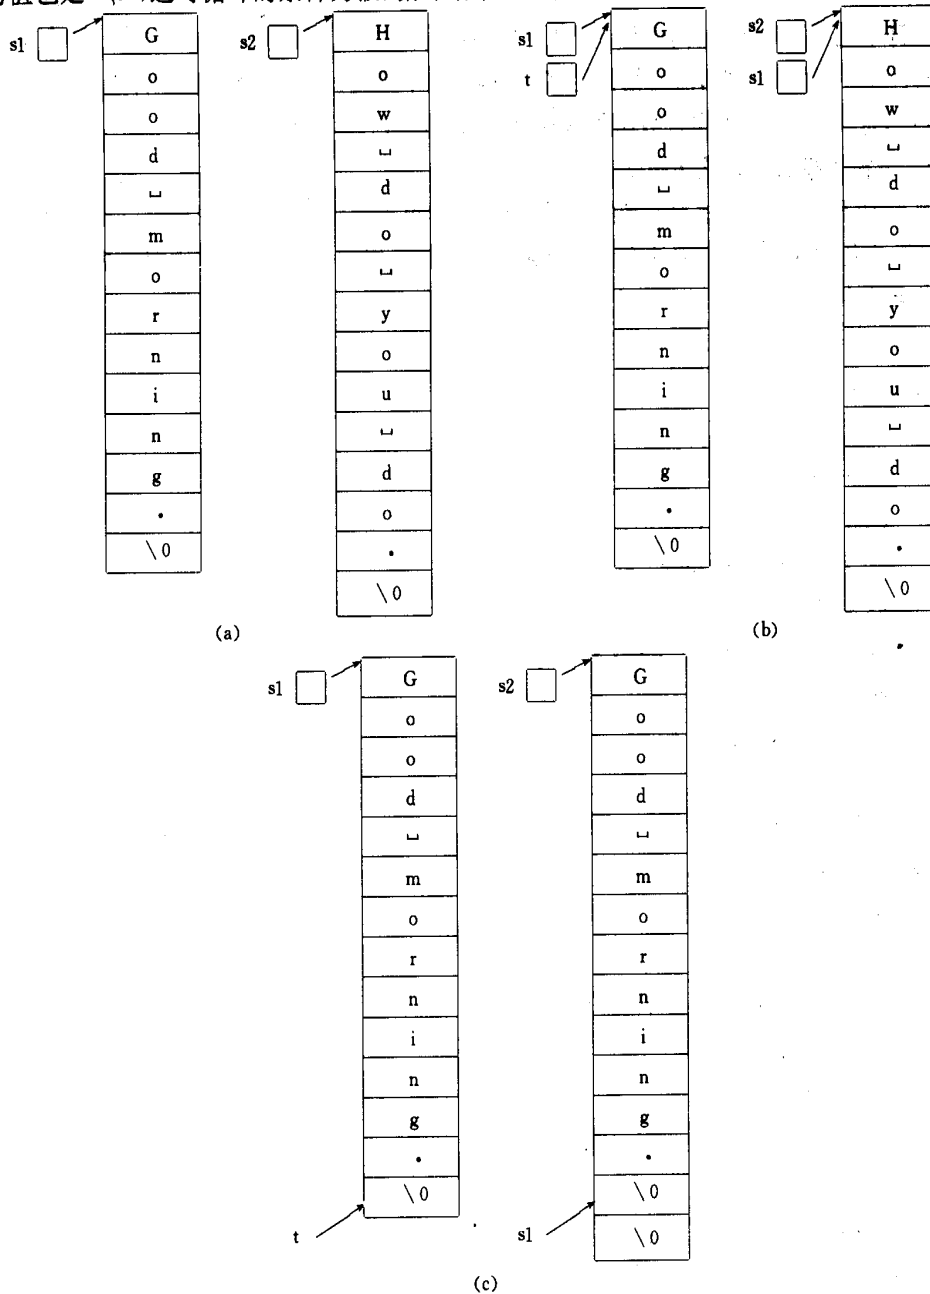 s1
G
o
o
d
␣
m
o
r
n
i
n
g
.
\0
s2
H
o
w
␣
d
o
␣
y
o
u
␣
d
o
.
\0
(a)
s1
t
G
o
o
d
␣
m
o
r
n
i
n
g
.
\0
s2
s1
H
o
w
␣
d
o
␣
y
o
u
␣
d
o
.
\0
(b)
s1
G
o
o
d
␣
m
o
r
n
i
n
g
.
\0
t
s2
G
o
o
d
␣
m
o
r
n
i
n
g
.
\0
s1
\0
(c)